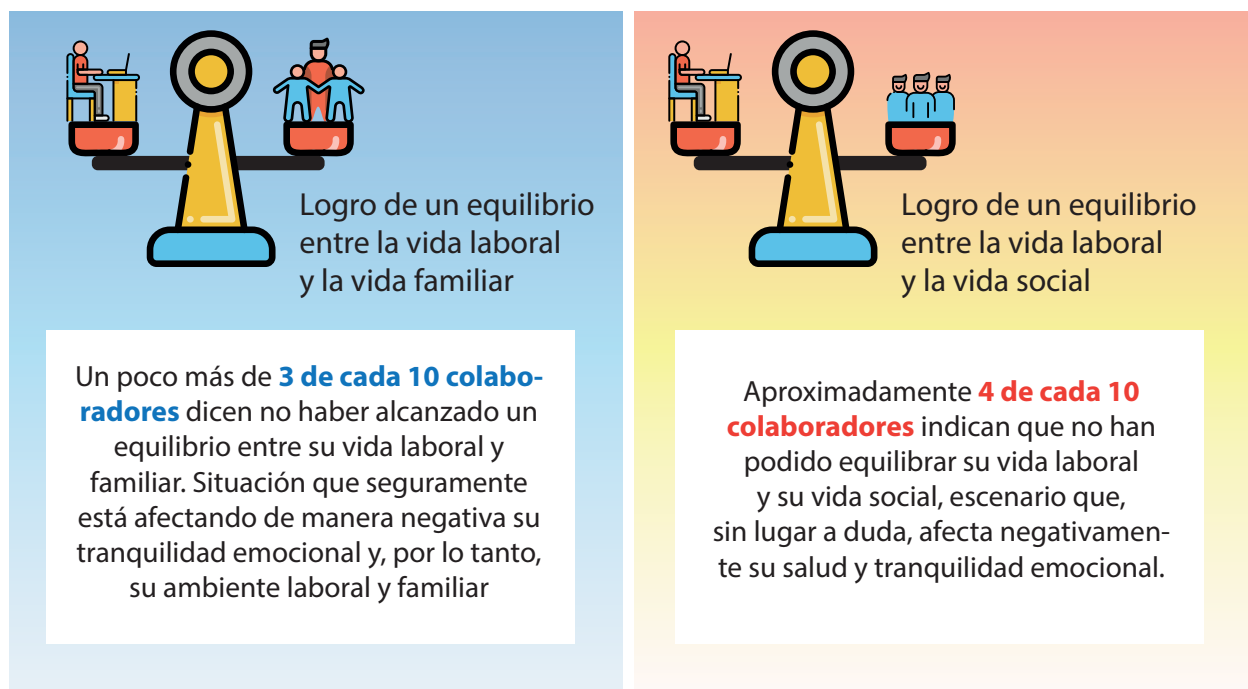 Logro de un equilibrio
entre la vida laboral
y la vida familiar
Un poco más de 3 de cada 10 colabo-
radores dicen no haber alcanzado un
equilibrio entre su vida laboral y
familiar. Situación que seguramente
está afectando de manera negativa su
tranquilidad emocional y, por lo tanto,
su ambiente laboral y familiar
Logro de un equilibrio
entre la vida laboral
y la vida social
Aproximadamente 4 de cada 10
colaboradores indican que no han
podido equilibrar su vida laboral
y su vida social, escenario que,
sin lugar a duda, afecta negativamen-
te su salud y tranquilidad emocional.